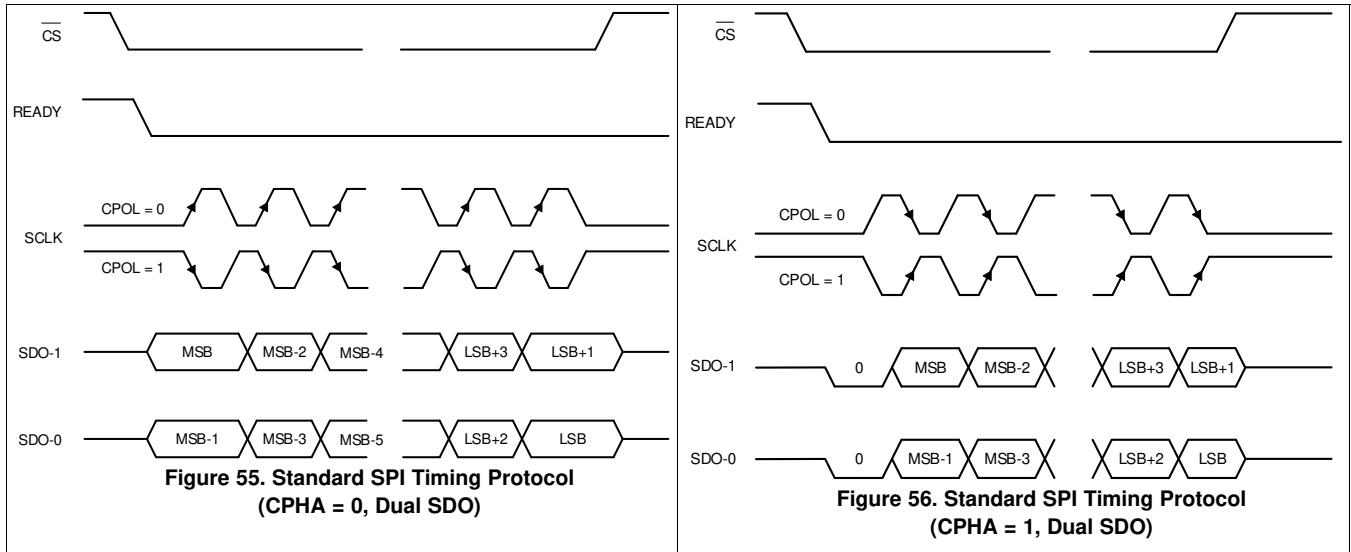 CS
READY
CPOL = 0
SCLK
CPOL = 1
SDO-1 MSB MSB-2 MSB-4 LSB+3 LSB+1
SDO-0 MSB-1 MSB-3 MSB-5 LSB+2 LSB
Figure 55. Standard SPI Timing Protocol
(CPHA = 0, Dual SDO)
CS
READY
CPOL = 0
SCLK
CPOL = 1
SDO-1 0 MSB MSB-2 LSB+3 LSB+1
SDO-0 0 MSB-1 MSB-3 LSB+2 LSB
Figure 56. Standard SPI Timing Protocol
(CPHA = 1, Dual SDO)